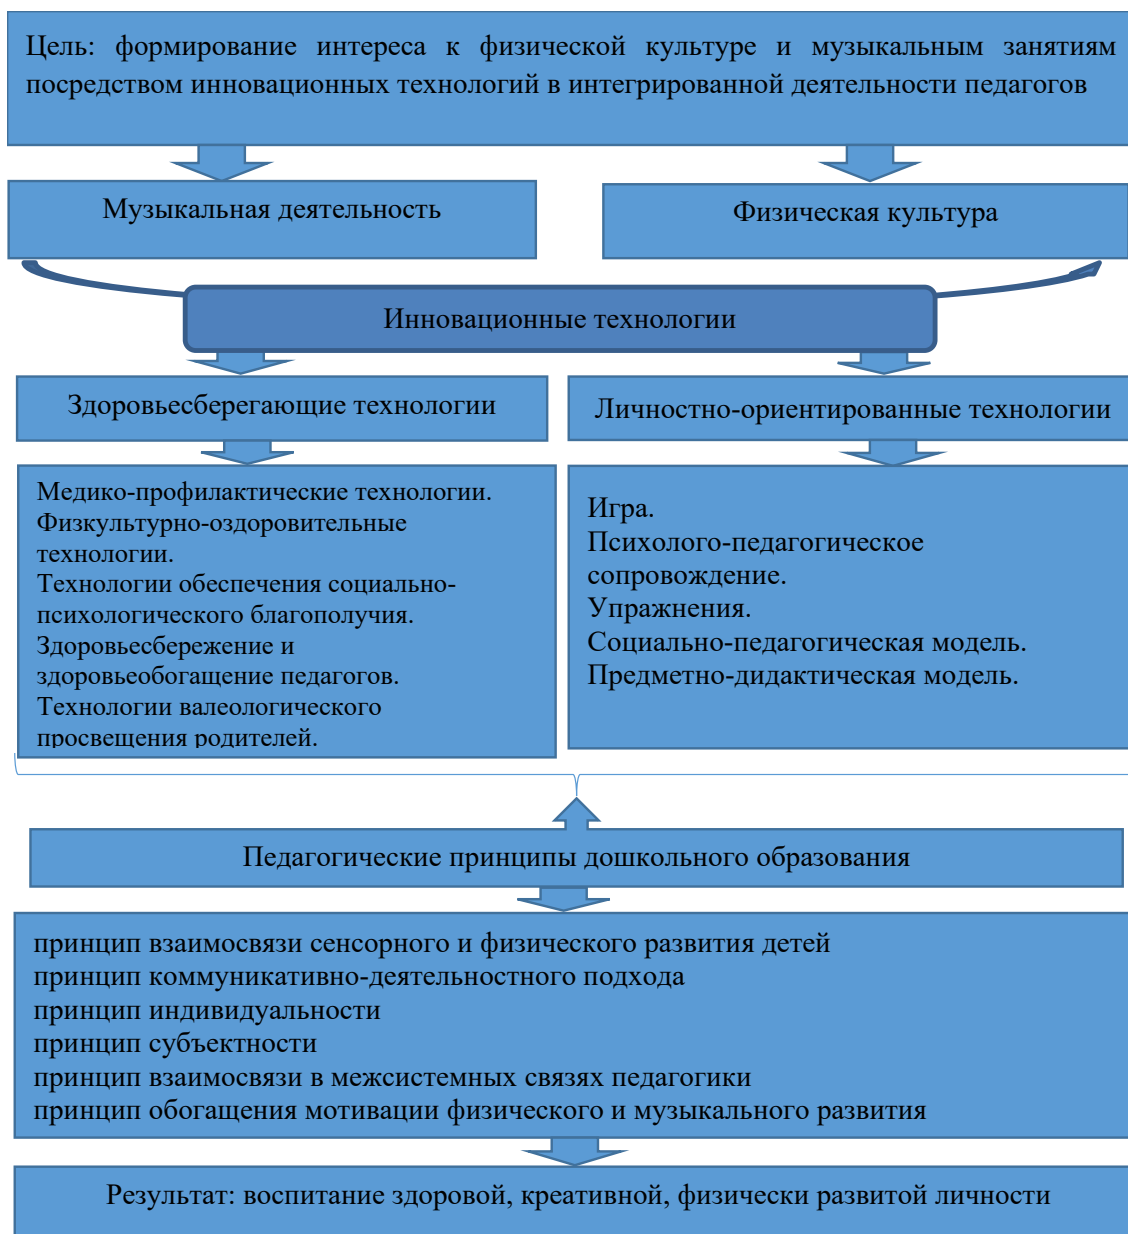 Цель: формирование интереса к физической культуре и музыкальным занятиям
посредством инновационных технологий в интегрированной деятельности педагогов
Музыкальная деятельность
Физическая культура
Инновационные технологии
Здоровьесберегающие технологии
Личностно-ориентированные технологии
Медико-профилактические технологии.
Физкультурно-оздоровительные
технологии.
Технологии обеспечения социально-
психологического благополучия.
Здоровьесбережение и
здоровьеобогащение педагогов.
Технологии валеологического
просвещения родителей.
Игра.
Психолого-педагогическое
сопровождение.
Упражнения.
Социально-педагогическая модель.
Предметно-дидактическая модель.
Педагогические принципы дошкольного образования
принцип взаимосвязи сенсорного и физического развития детей
принцип коммуникативно-деятельностного подхода
принцип индивидуальности
принцип субъектности
принцип взаимосвязи в межсистемных связях педагогики
принцип обогащения мотивации физического и музыкального развития
Результат: воспитание здоровой, креативной, физически развитой личности